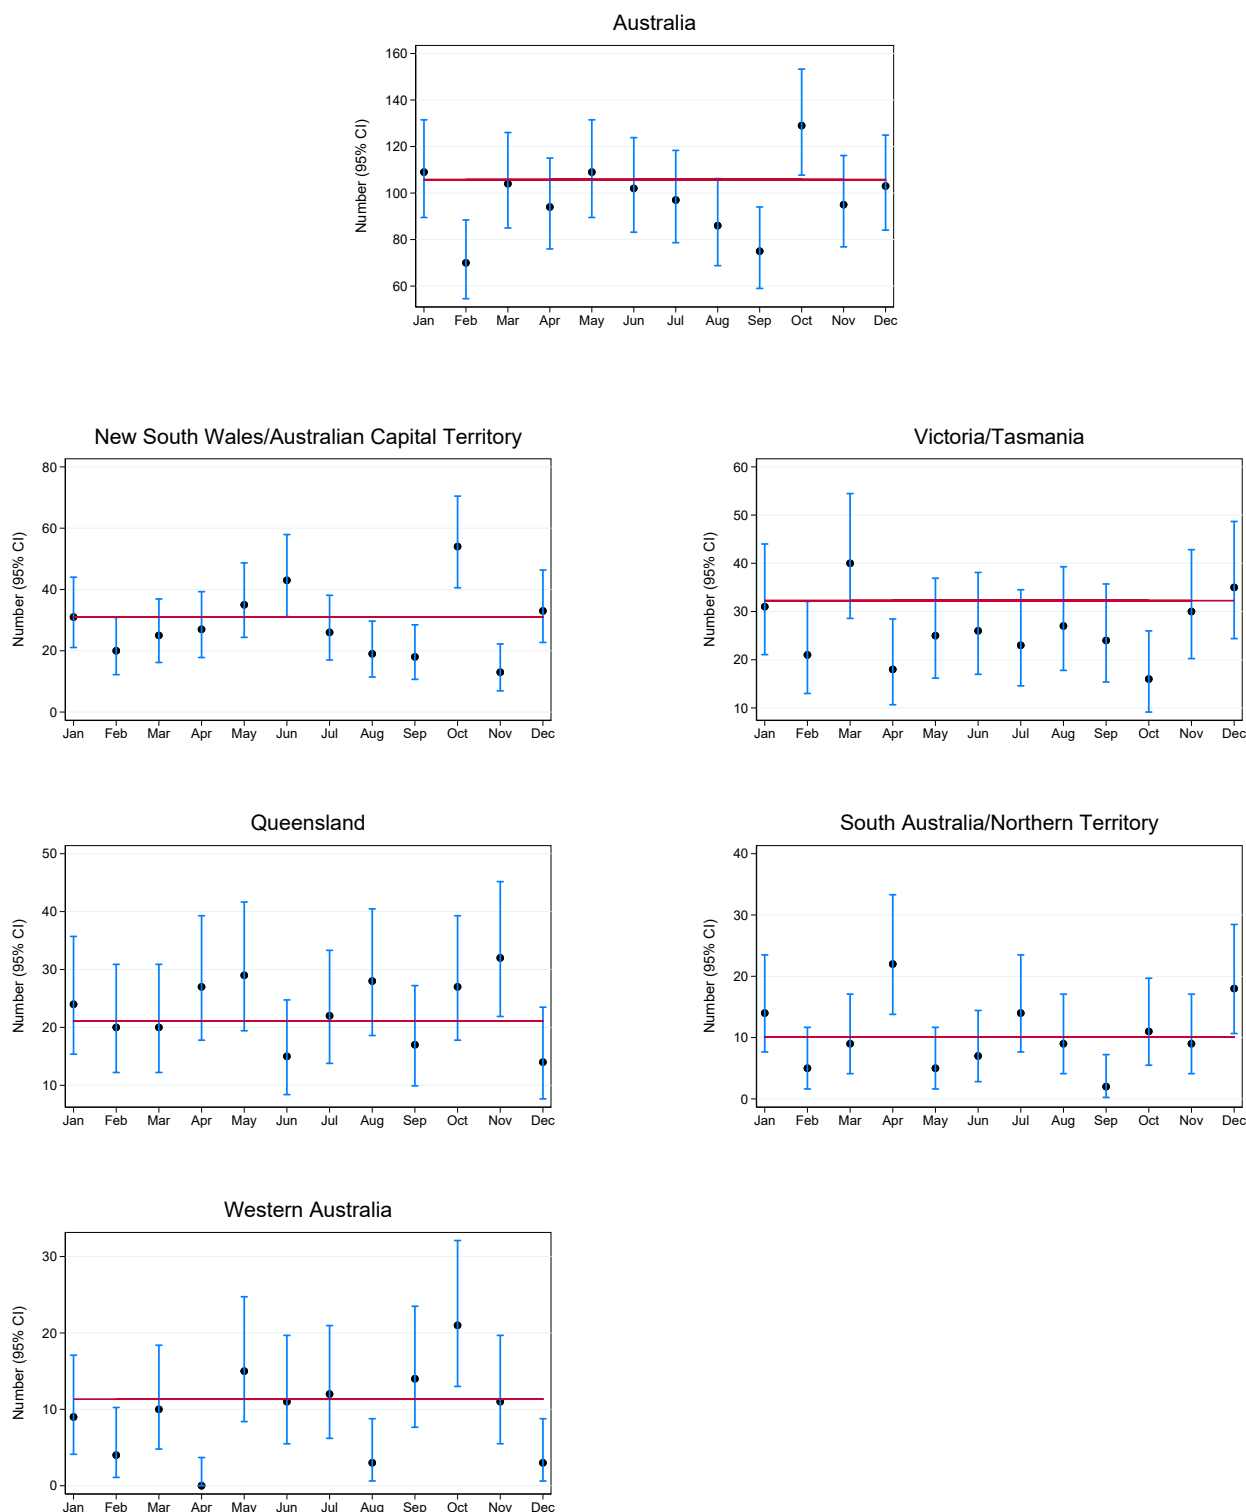 Australia
Number (95% CI)
160
140
120
100
80
60
Jan Feb Mar Apr May Jun Jul Aug Sep Oct Nov Dec
New South Wales/Australian Capital Territory
Number (95% CI)
80
60
40
20
0
Jan Feb Mar Apr May Jun Jul Aug Sep Oct Nov Dec
Victoria/Tasmania
Number (95% CI)
60
50
40
30
20
10
Jan Feb Mar Apr May Jun Jul Aug Sep Oct Nov Dec
Queensland
Number (95% CI)
50
40
30
20
10
Jan Feb Mar Apr May Jun Jul Aug Sep Oct Nov Dec
South Australia/Northern Territory
Number (95% CI)
40
30
20
10
0
Jan Feb Mar Apr May Jun Jul Aug Sep Oct Nov Dec
Western Australia
Number (95% CI)
30
20
10
0
Jan Feb Mar Apr May Jun Jul Aug Sep Oct Nov Dec